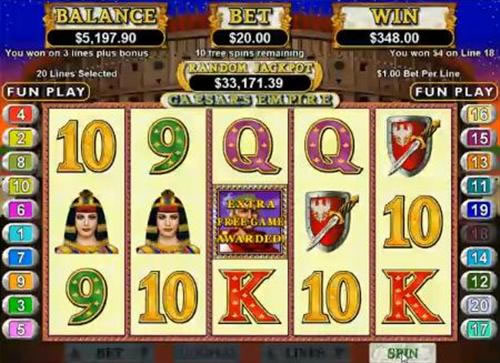 BALANCE BET WIN
$5,197.90 $20.00 $348.00
You won on 3 lines plus bonus 10 free spins remaining You won $4 on Line 18
RANDOM JACKPOT
20 Lines Selected $33,171.39 $1.00 Bet Per Line
FUN PLAY CAESAR'S EMPIRE FUN PLAY
4 16
2 15
8 13
10 11
6 19
1 18
7 14
9 12
3 20
5 17
10 9 Q Q
EXTRA
FREE GAME
AWARDED!
10
9 10 K 10 K
BET LINES SPIN